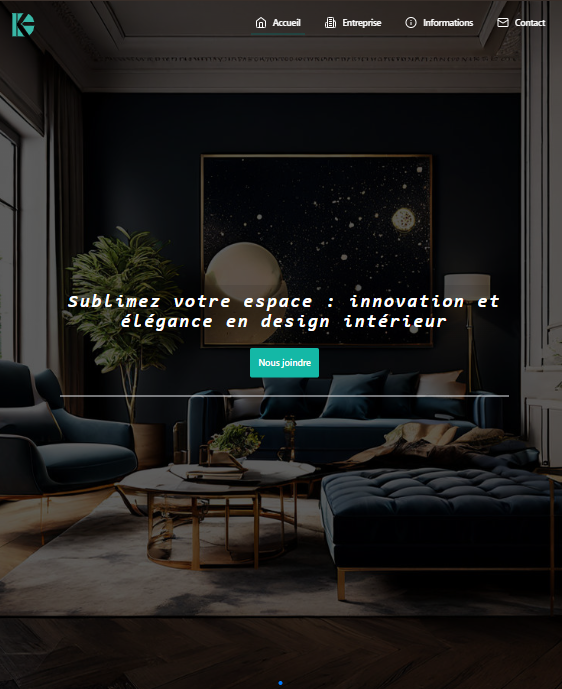 Accueil
Entreprise
Informations
Contact
Sublimez votre espace : innovation et
élégance en design intérieur
Nous joindre